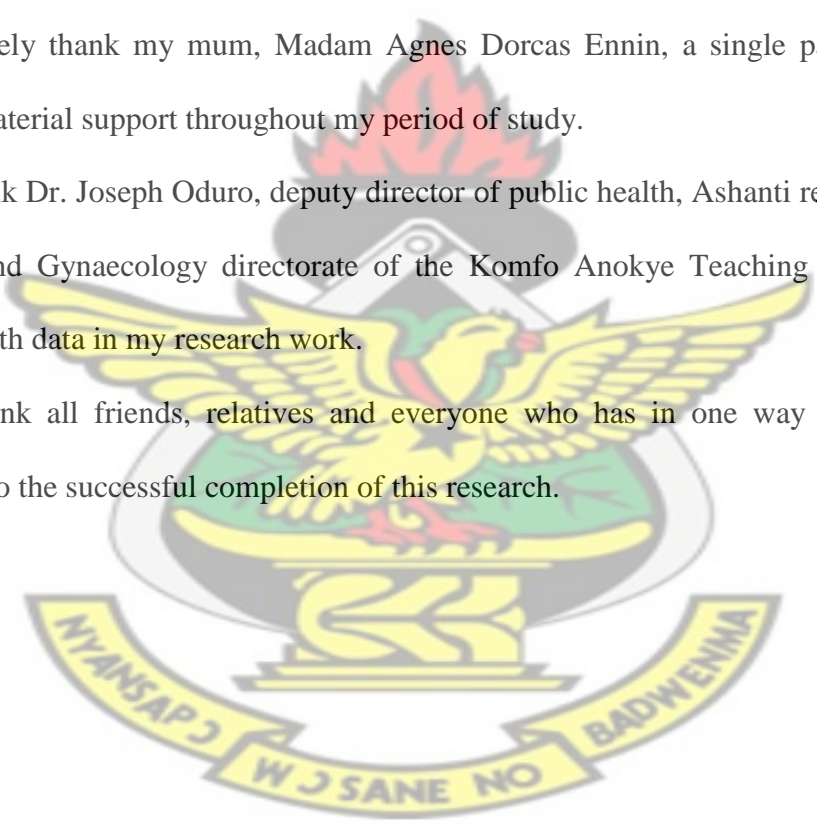 ely thank my mum, Madam Agnes Dorcas Ennin, a single pa
aterial support throughout my period of study.
nk Dr. Joseph Oduro, deputy director of public health, Ashanti re
nd Gynaecology directorate of the Komfo Anokye Teaching
th data in my research work.
nk all friends, relatives and everyone who has in one way
o the successful completion of this research.
NYANSAPƆ
WƆSANE NO
BADWENMA